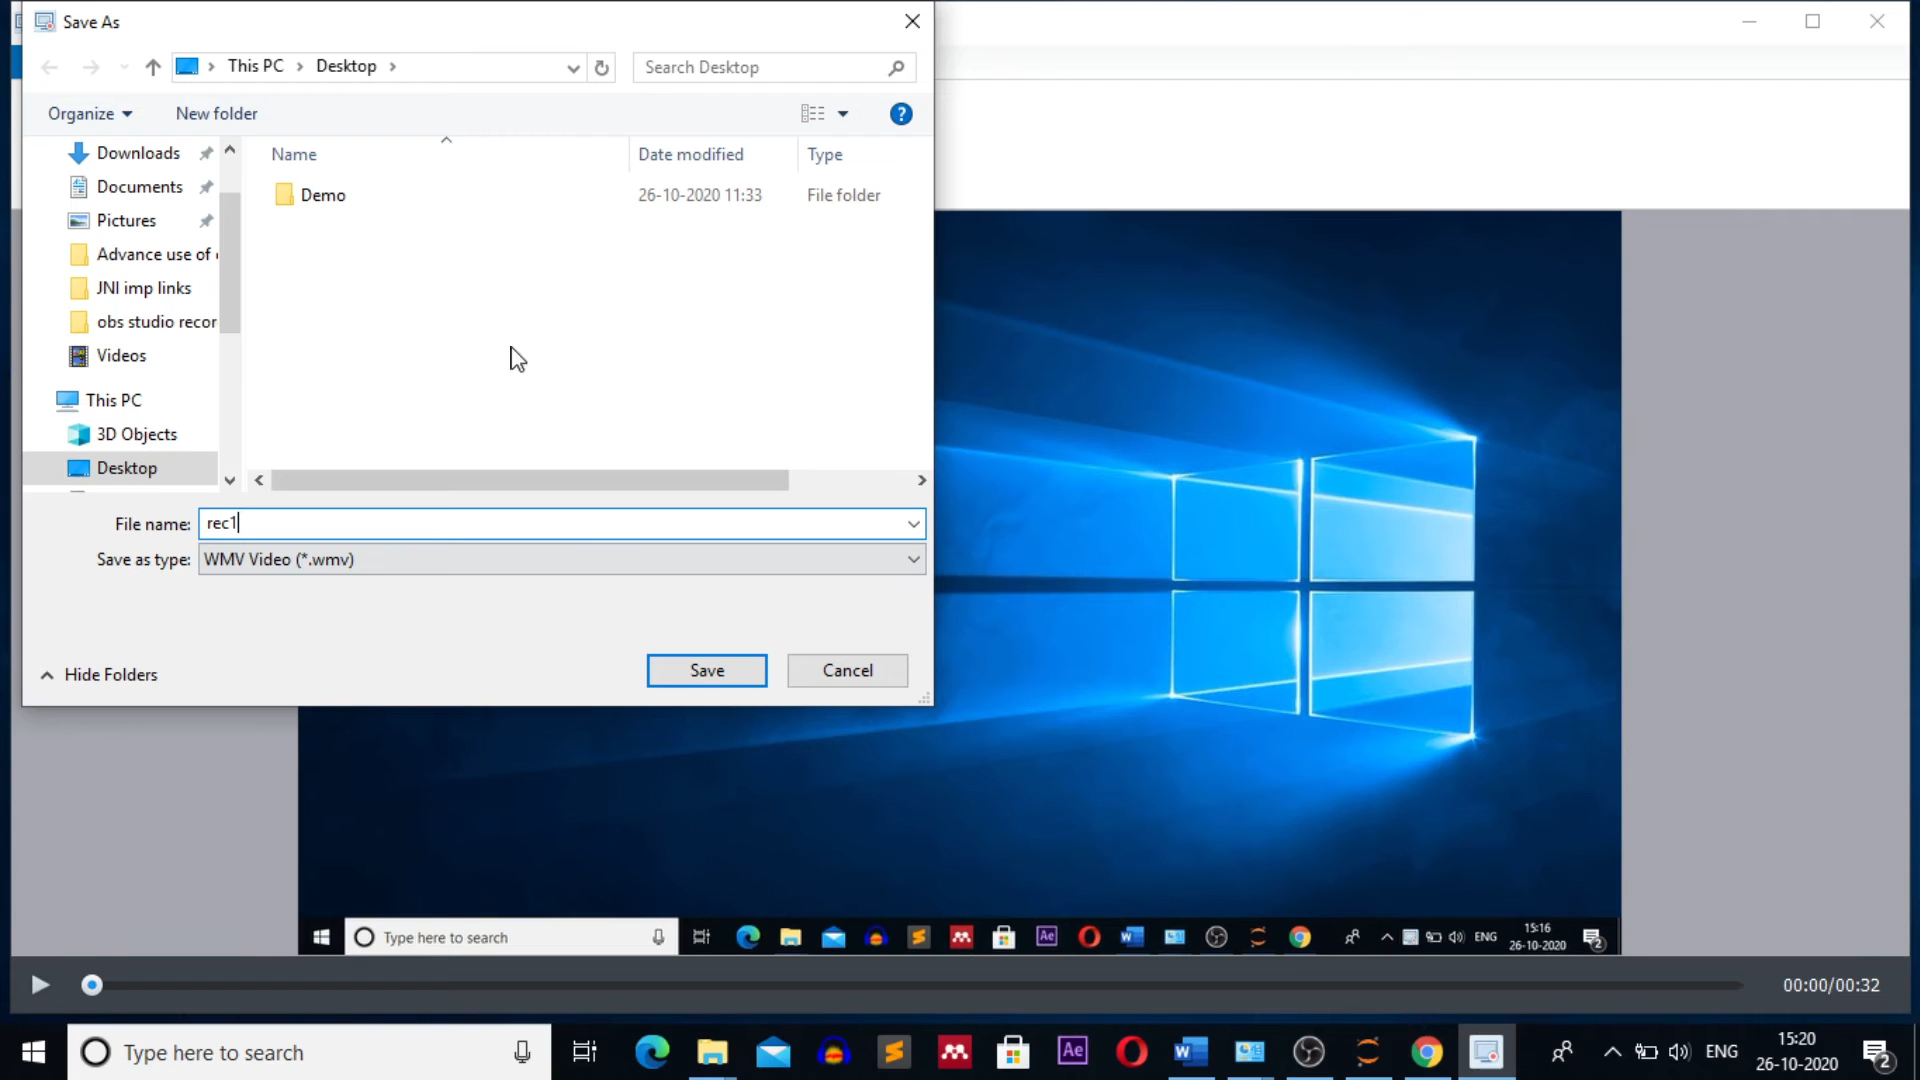 Save As
This PC > Desktop >
Search Desktop
Organize
New folder
Name
Date modified
Type
Downloads
Documents
Pictures
Advance use of
JNI imp links
obs studio recor
Videos
This PC
3D Objects
Desktop
Demo
26-10-2020 11:33
File folder
File name:
rec1
Save as type:
WMV Video (*.wmv)
Hide Folders
Save
Cancel
Type here to search
Ae
ENG
15:16
26-10-2020
2
00:00/00:32
Type here to search
Ae
ENG
15:20
26-10-2020
2